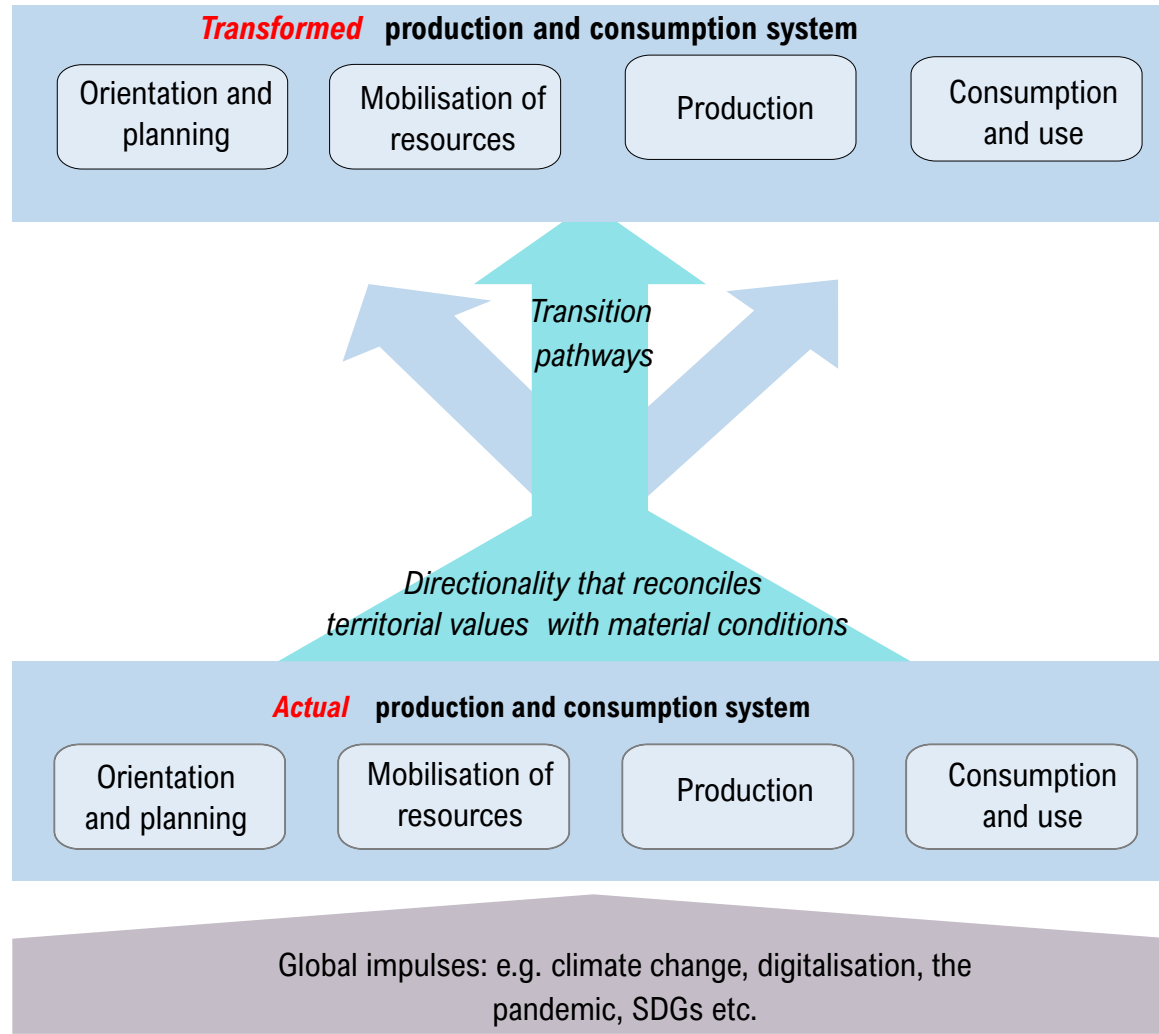 Transformed production and consumption system
Orientation and
planning
Mobilisation of
resources
Production
Consumption
and use
Transition
pathways
Directionality that reconciles
territorial values with material conditions
Actual production and consumption system
Orientation
and planning
Mobilisation of
resources
Production
Consumption
and use
Global impulses: e.g. climate change, digitalisation, the
pandemic, SDGs etc.